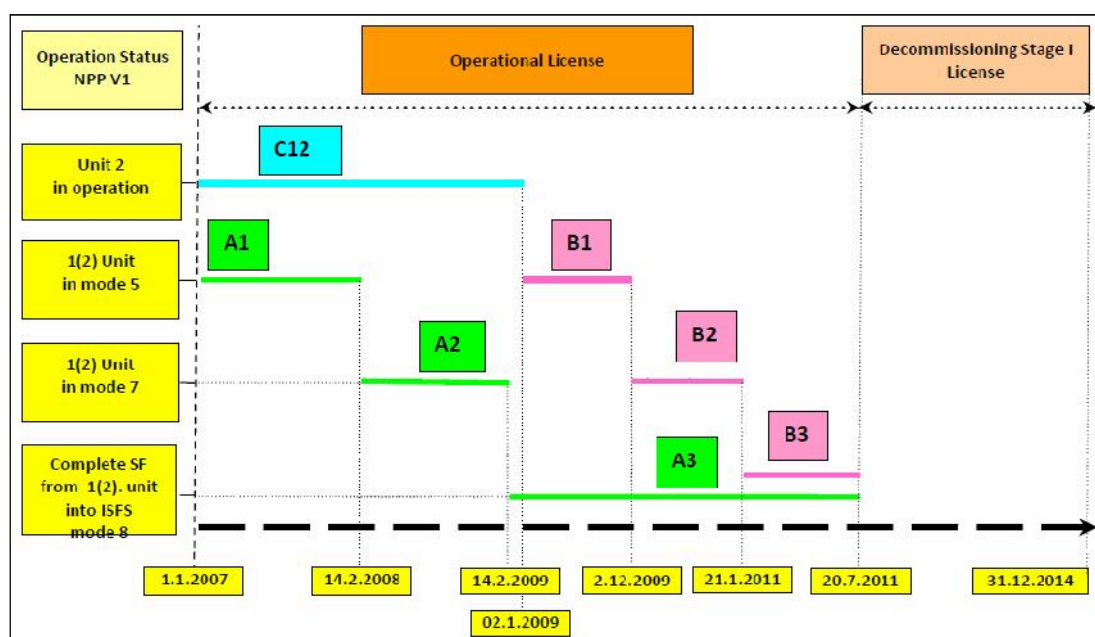 Operation Status
NPP V1
Operational License
Decommissioning Stage I
License
Unit 2
in operation
C12
1(2) Unit
in mode 5
A1
B1
1(2) Unit
in mode 7
A2
B2
Complete SF
from 1(2). unit
into ISFS
mode 8
A3
B3
1.1.2007
14.2.2008
14.2.2009
2.12.2009
21.1.2011
20.7.2011
31.12.2014
02.1.2009